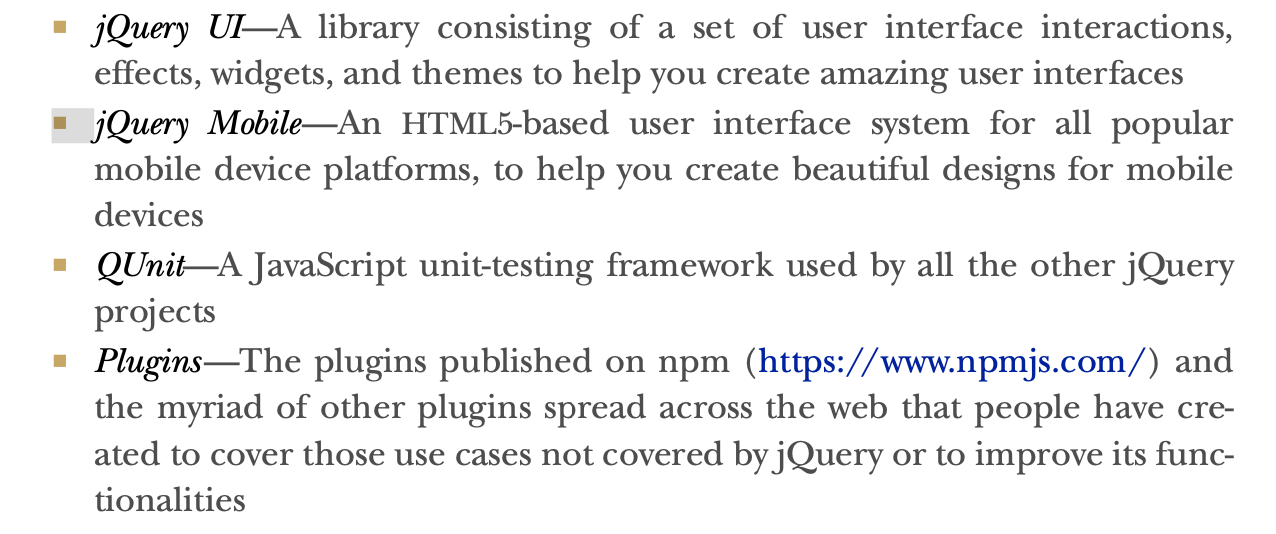 ▪ jQuery UI—A library consisting of a set of user interface interactions,
effects, widgets, and themes to help you create amazing user interfaces
▪ jQuery Mobile—An HTML5-based user interface system for all popular
mobile device platforms, to help you create beautiful designs for mobile
devices
▪ QUnit—A JavaScript unit-testing framework used by all the other jQuery
projects
▪ Plugins—The plugins published on npm (https://www.npmjs.com/) and
the myriad of other plugins spread across the web that people have cre-
ated to cover those use cases not covered by jQuery or to improve its func-
tionalities